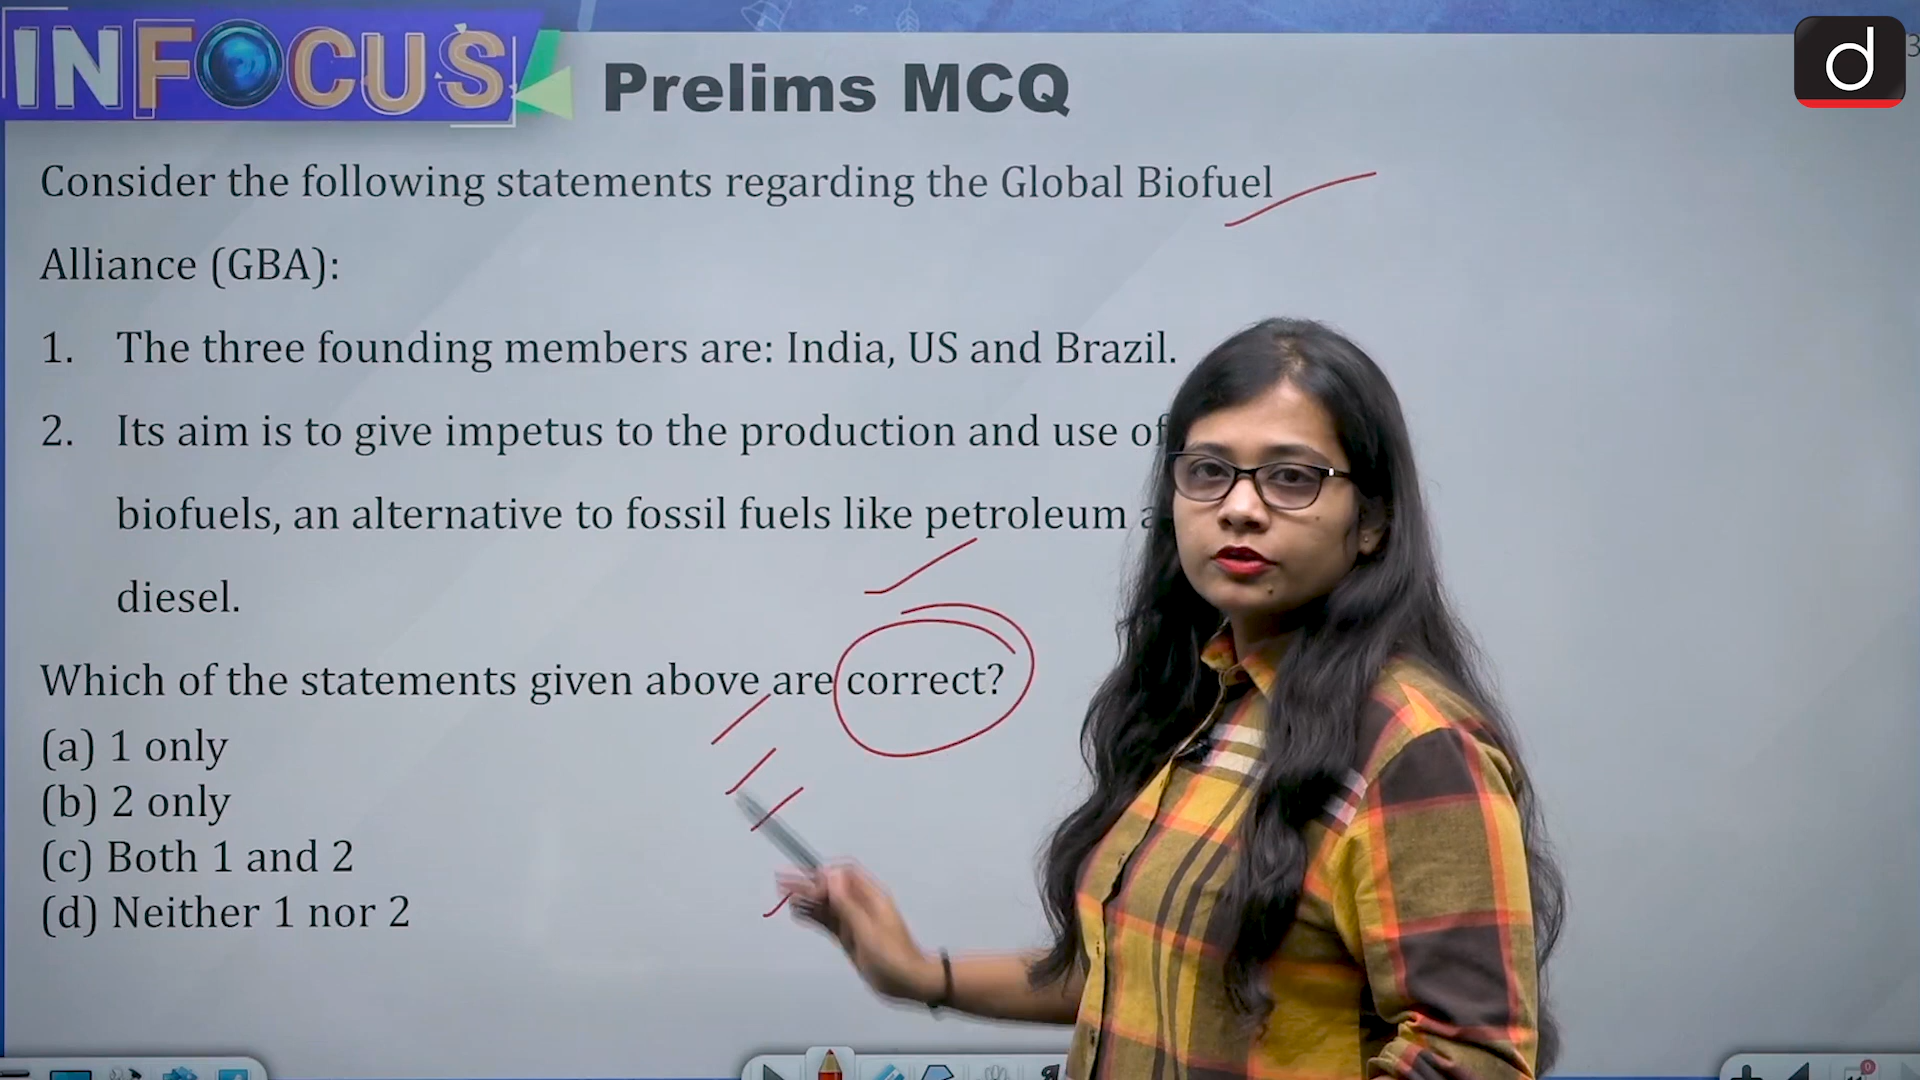 INFOCUS
Prelims MCQ
d
3
Consider the following statements regarding the Global Biofuel
Alliance (GBA):
1. The three founding members are: India, US and Brazil.
2. Its aim is to give impetus to the production and use of
biofuels, an alternative to fossil fuels like petroleum
diesel.
Which of the statements given above are correct?
(a) 1 only
(b) 2 only
(c) Both 1 and 2
(d) Neither 1 nor 2
0